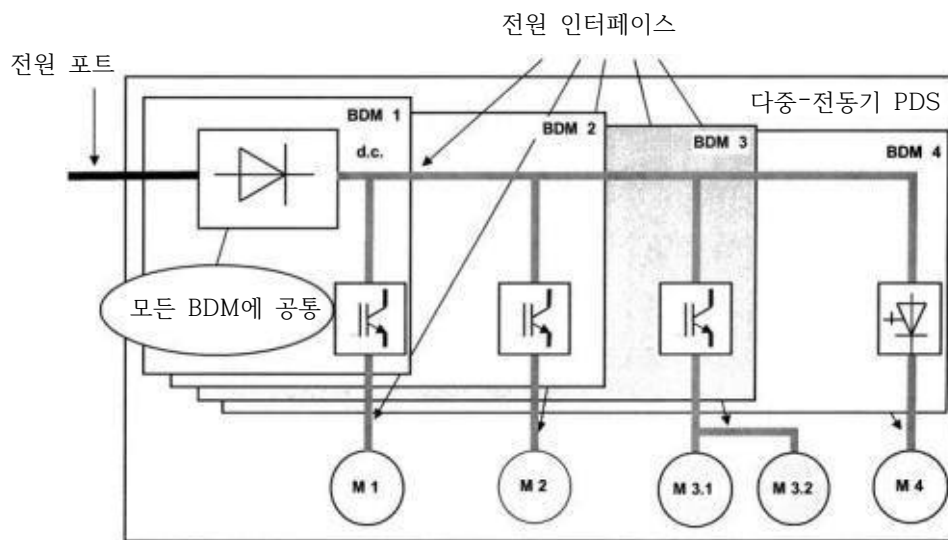 전원 인터페이스
전원 포트
다중-전동기 PDS
BDM 1
BDM 2
BDM 3
BDM 4
d.c.
모든 BDM에 공통
M 1
M 2
M 3.1
M 3.2
M 4